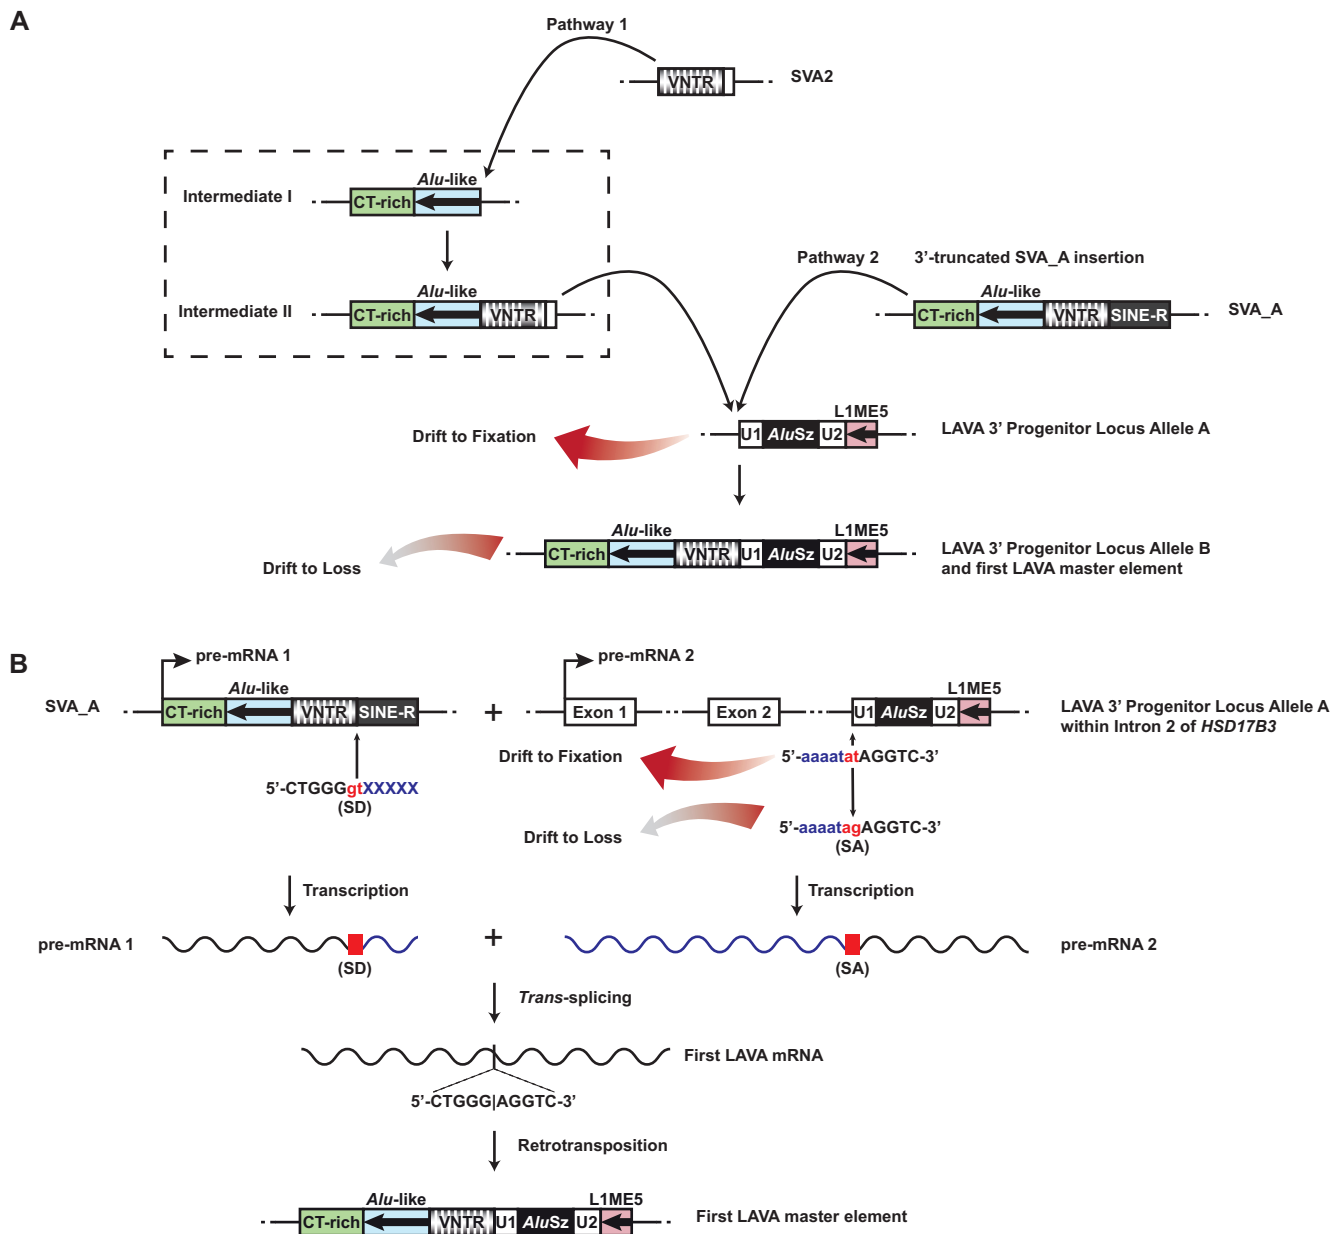 A
Pathway 1
VNTR
SVA2
Alu-like
Intermediate I
CT-rich
Pathway 2
3’-truncated SVA_A insertion
Alu-like
Alu-like
Intermediate II
CT-rich
VNTR
CT-rich
VNTR
SINE-R
SVA_A
L1ME5
Drift to Fixation
U1
AluSz
U2
LAVA 3’ Progenitor Locus Allele A
Alu-like
L1ME5
CT-rich
VNTR
U1
AluSz
U2
LAVA 3’ Progenitor Locus Allele B
and first LAVA master element
Drift to Loss
B
pre-mRNA 1
pre-mRNA 2
Alu-like
L1ME5
SVA_A
CT-rich
VNTR
SINE-R
+
Exon 1
Exon 2
U1
AluSz
U2
LAVA 3’ Progenitor Locus Allele A
within Intron 2 of HSD17B3
Drift to Fixation
5’-aaaatatAGGTC-3’
5’-CTGGGgtXXXXX
(SD)
Drift to Loss
5’-aaaatagAGGTC-3’
(SA)
Transcription
Transcription
pre-mRNA 1
+
pre-mRNA 2
(SD)
(SA)
Trans-splicing
First LAVA mRNA
5’-CTGGG|AGGTC-3’
Retrotransposition
Alu-like
L1ME5
CT-rich
VNTR
U1
AluSz
U2
First LAVA master element